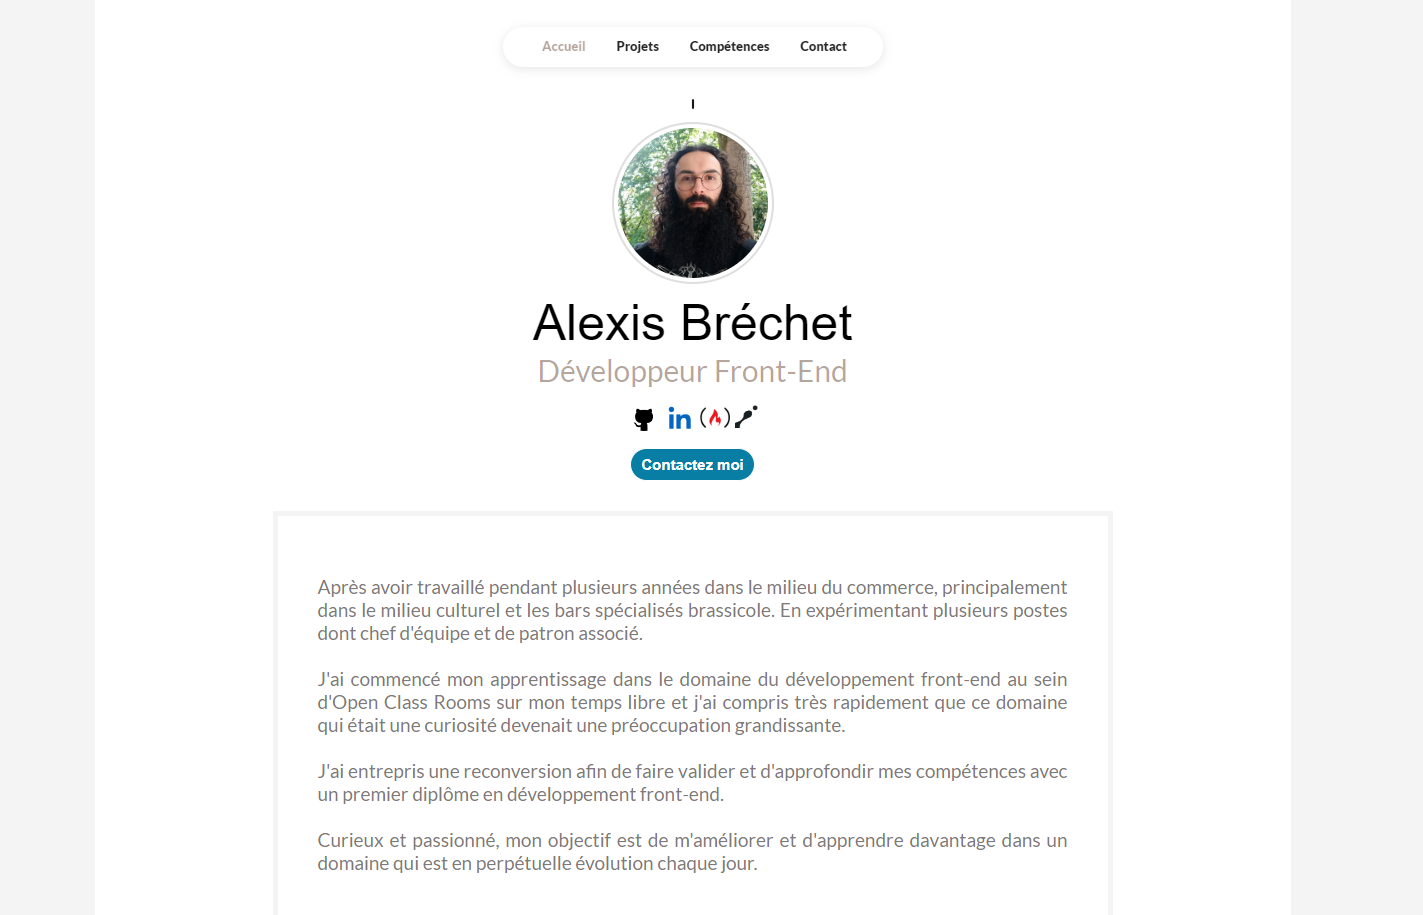 Accueil Projets Compétences Contact
Alexis Bréchet
Développeur Front-End
in
Contactez moi
Après avoir travaillé pendant plusieurs années dans le milieu du commerce, principalement
dans le milieu culturel et les bars spécialisés brassicole. En expérimentant plusieurs postes
dont chef d'équipe et de patron associé.
J'ai commencé mon apprentissage dans le domaine du développement front-end au sein
d'Open Class Rooms sur mon temps libre et j'ai compris très rapidement que ce domaine
qui était une curiosité devenait une préoccupation grandissante.
J'ai entrepris une reconversion afin de faire valider et d'approfondir mes compétences avec
un premier diplôme en développement front-end.
Curieux et passionné, mon objectif est de m'améliorer et d'apprendre davantage dans un
domaine qui est en perpétuelle évolution chaque jour.